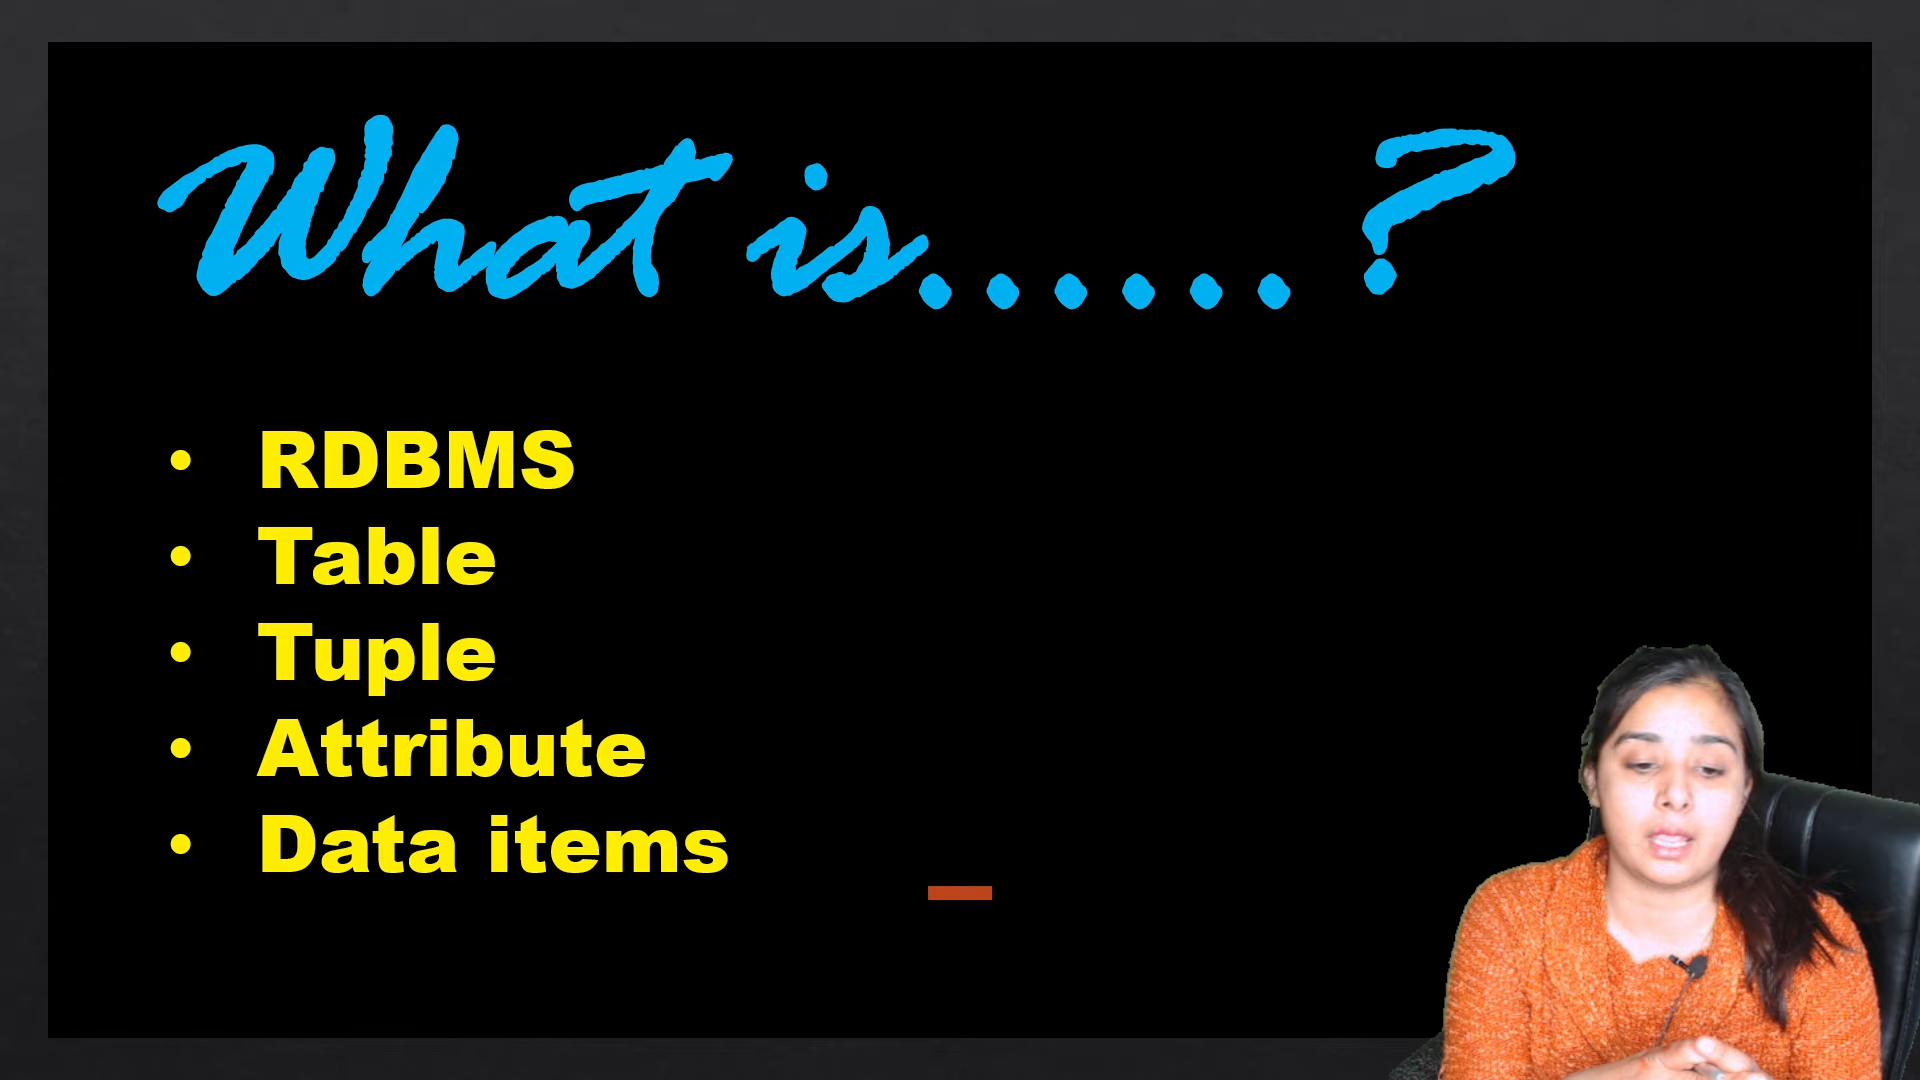 What is...... ?
• RDBMS
• Table
• Tuple
• Attribute
• Data items